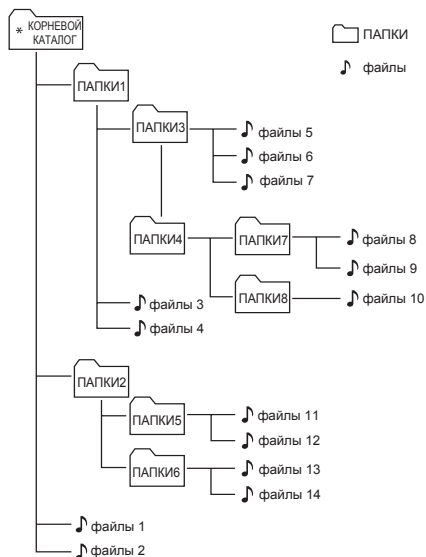 * КОРНЕВОЙ
КАТАЛОГ
ПАПКИ
файлы
ПАПКИ1
ПАПКИ3
файлы 5
файлы 6
файлы 7
ПАПКИ4
ПАПКИ7
файлы 8
файлы 9
ПАПКИ8
файлы 10
файлы 3
файлы 4
ПАПКИ2
ПАПКИ5
файлы 11
файлы 12
ПАПКИ6
файлы 13
файлы 14
файлы 1
файлы 2